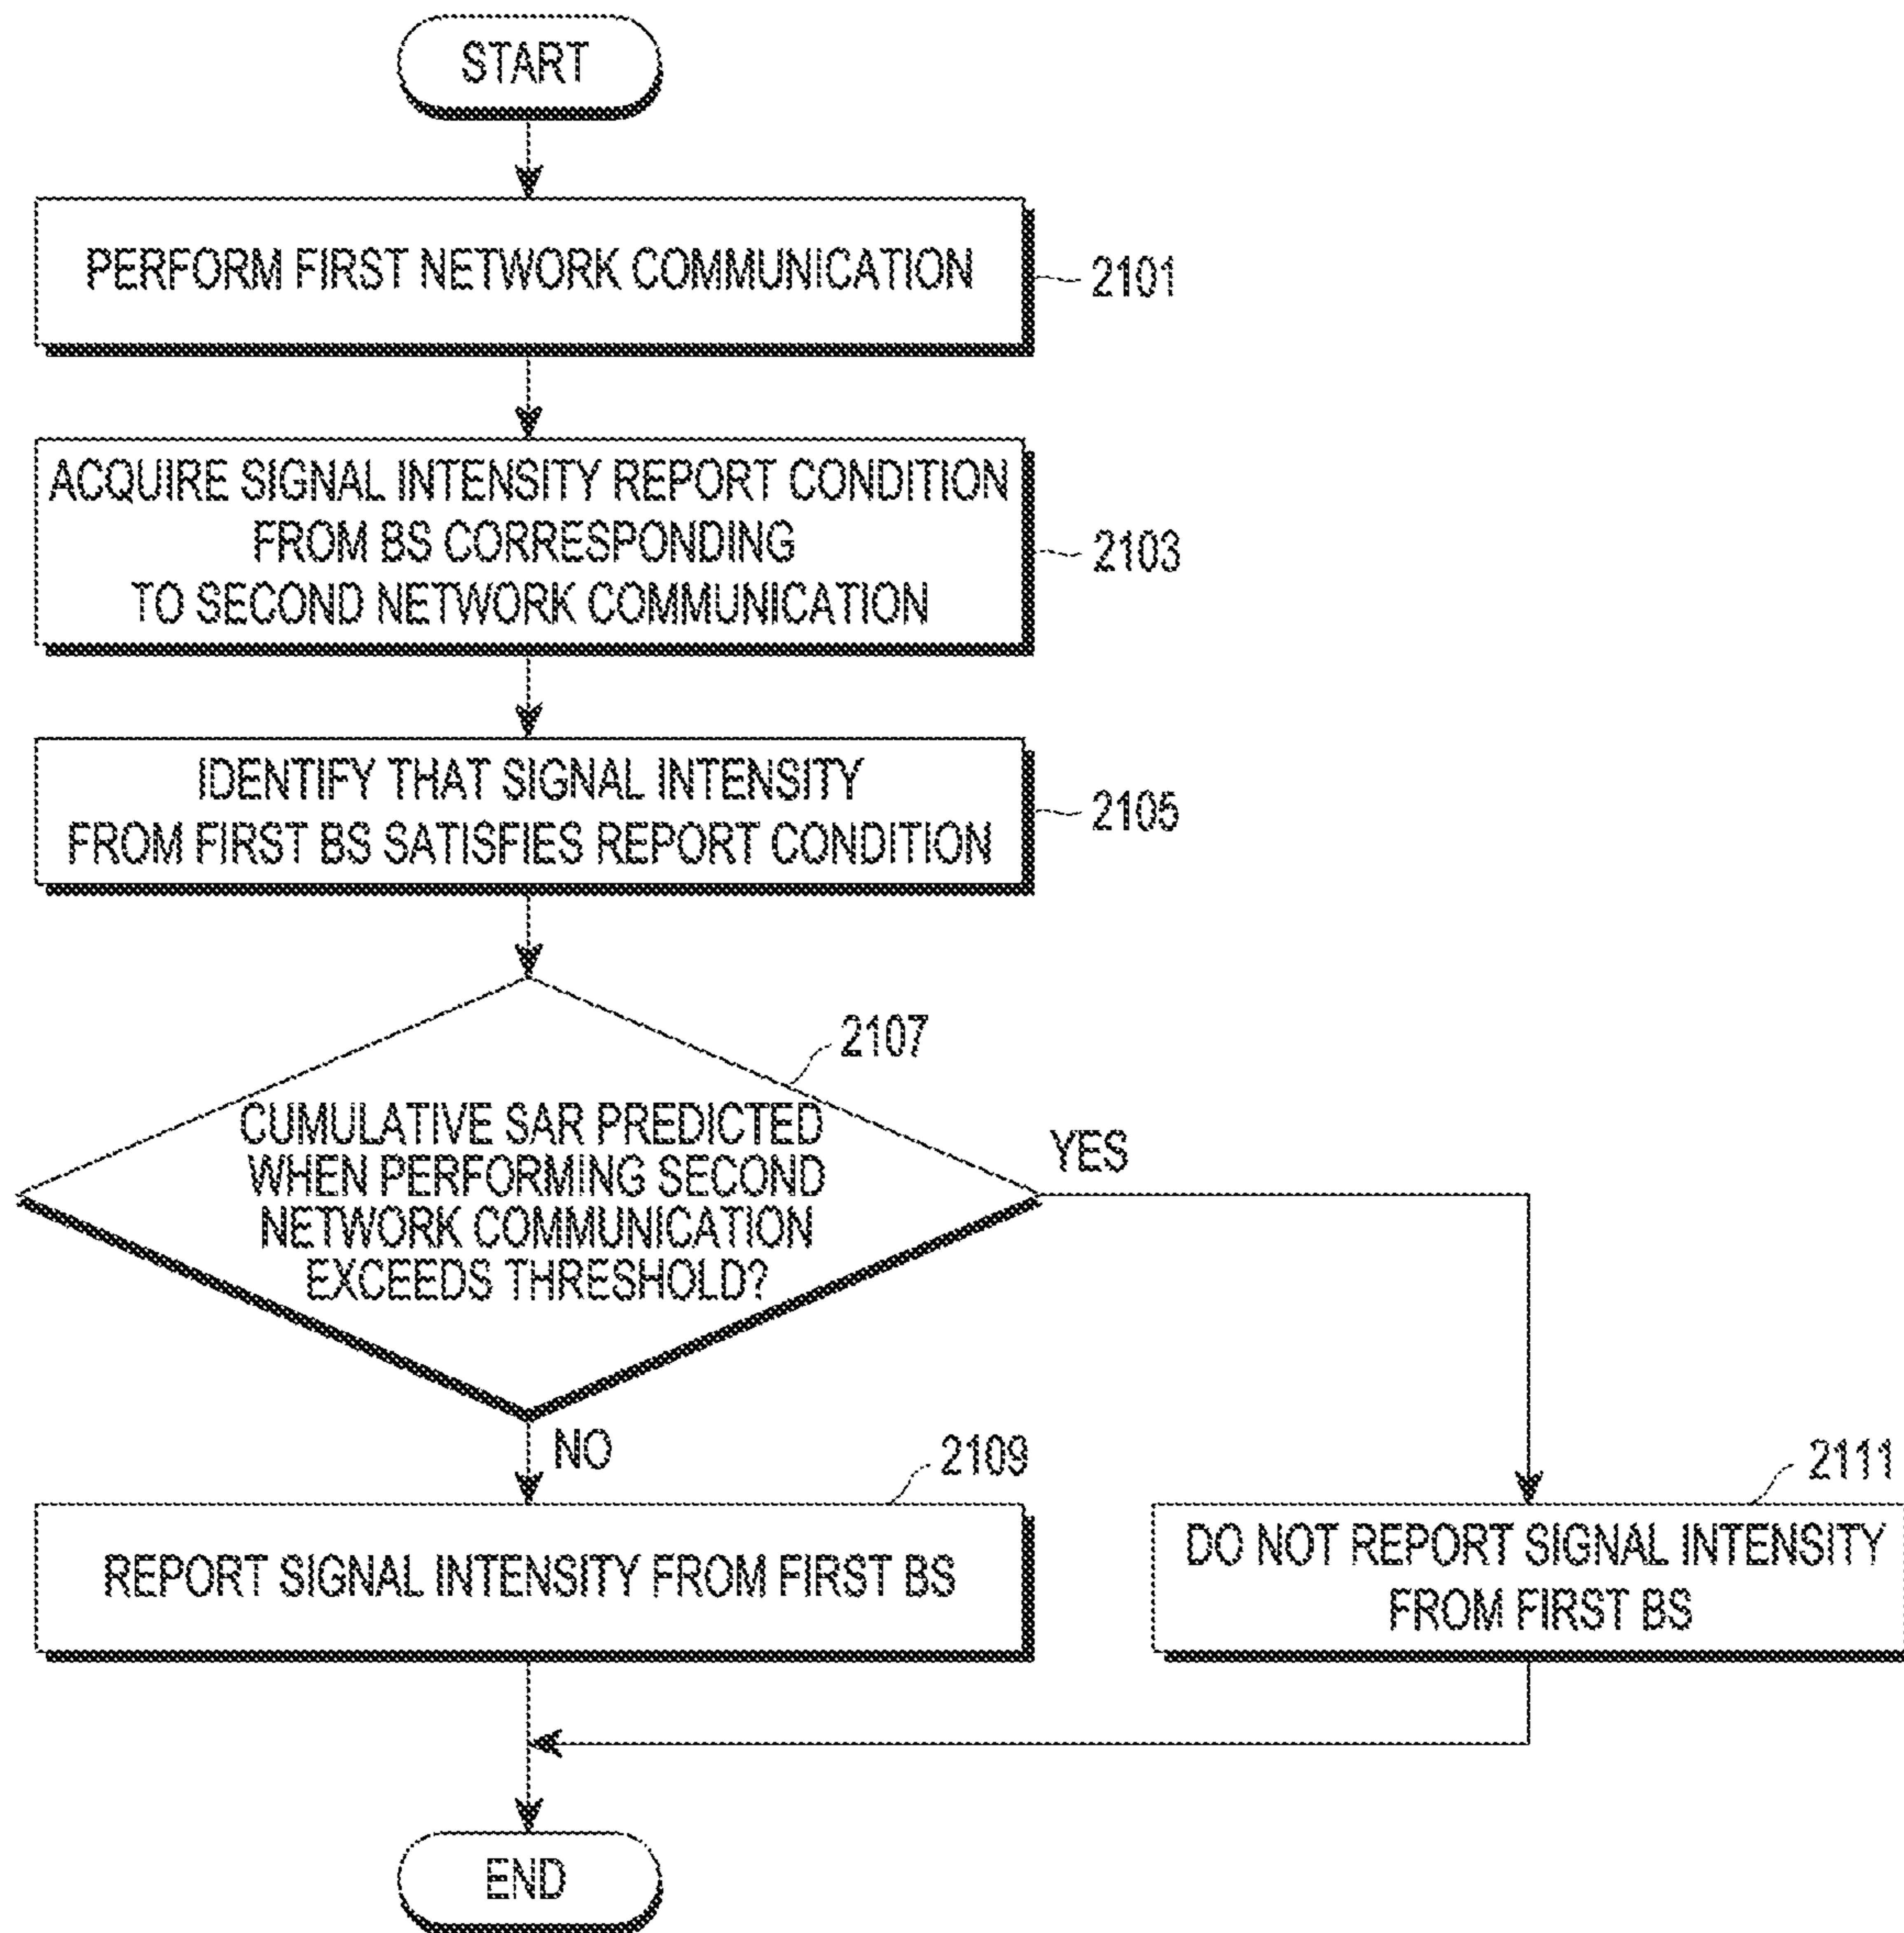 START
PERFORM FIRST NETWORK COMMUNICATION
2101
ACQUIRE SIGNAL INTENSITY REPORT CONDITION
FROM BS CORRESPONDING
TO SECOND NETWORK COMMUNICATION
2103
IDENTIFY THAT SIGNAL INTENSITY
FROM FIRST BS SATISFIES REPORT CONDITION
2105
2107
CUMULATIVE SAR PREDICTED
WHEN PERFORMING SECOND
NETWORK COMMUNICATION
EXCEEDS THRESHOLD?
YES
NO
2109
REPORT SIGNAL INTENSITY FROM FIRST BS
2111
DO NOT REPORT SIGNAL INTENSITY
FROM FIRST BS
END